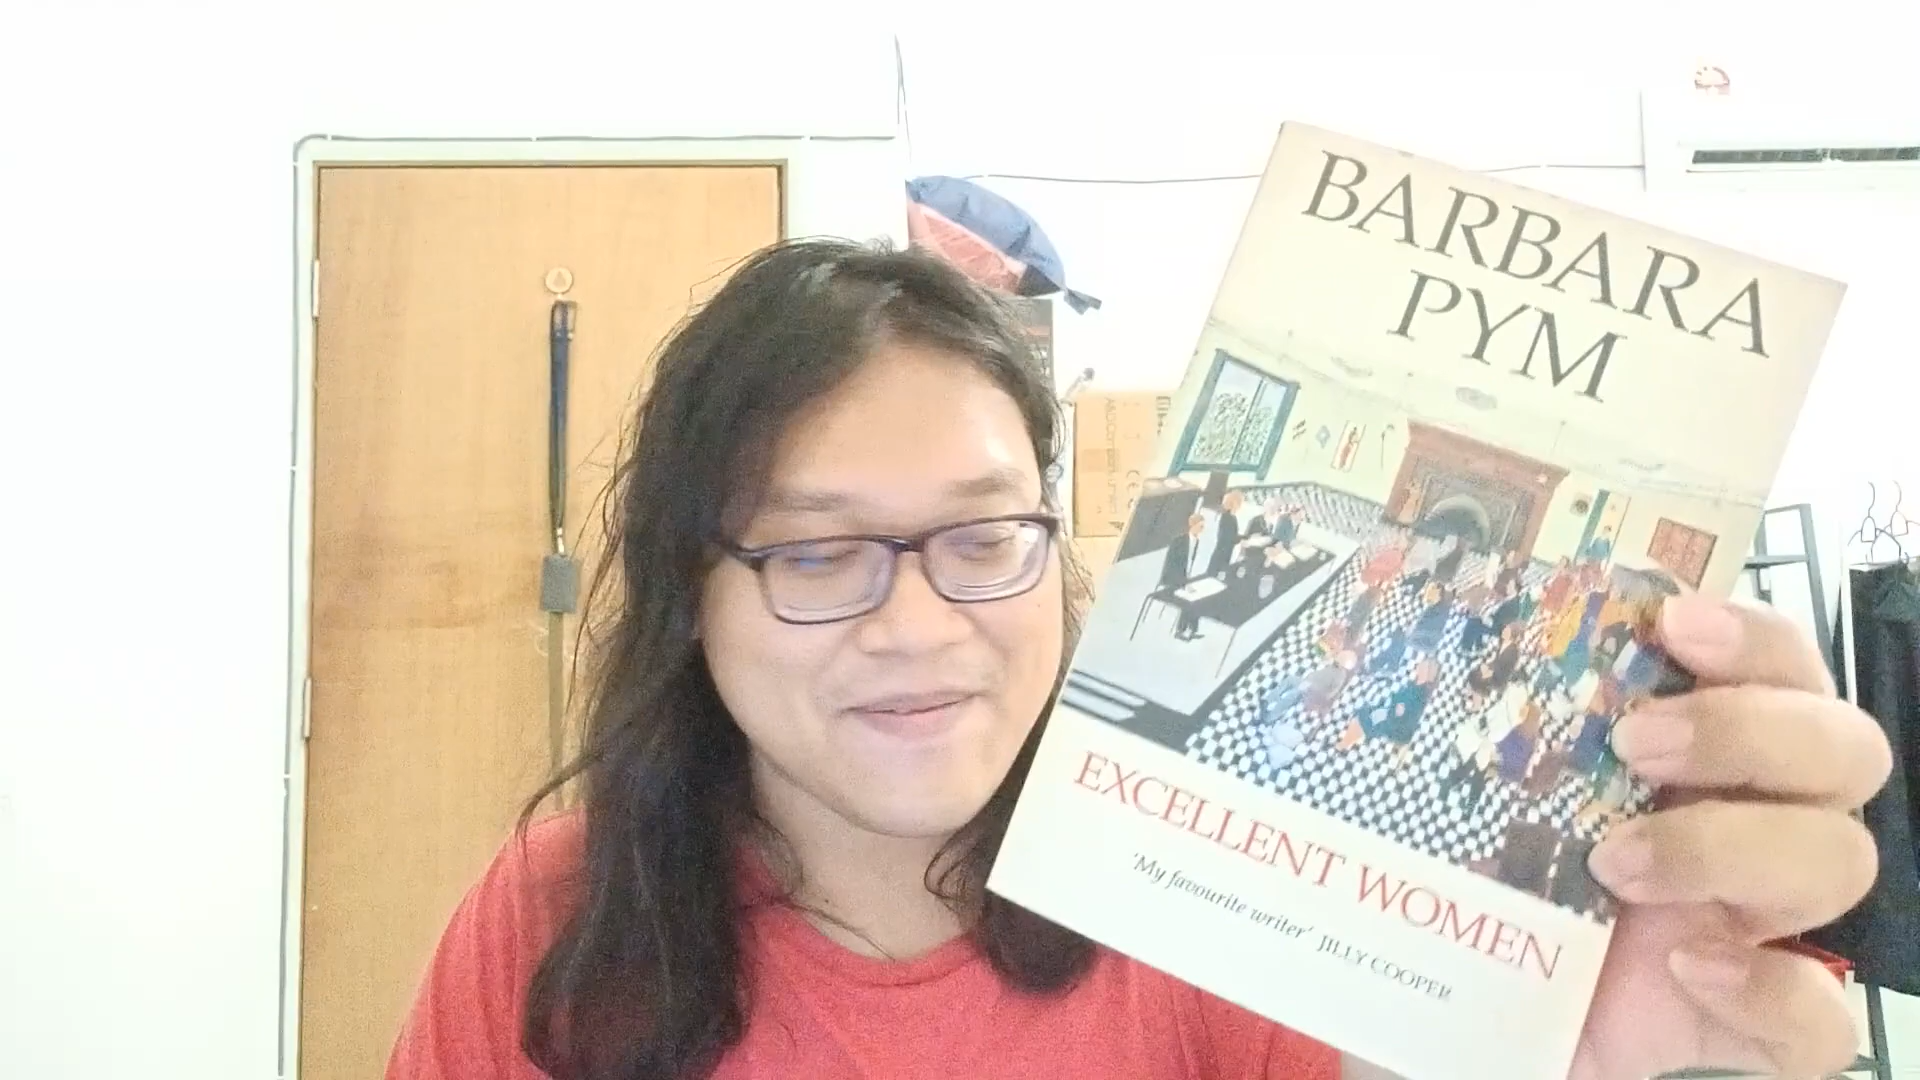 BARBARA
PYM
EXCELLENT WOMEN
'My favourite writer' JILLY COOPER